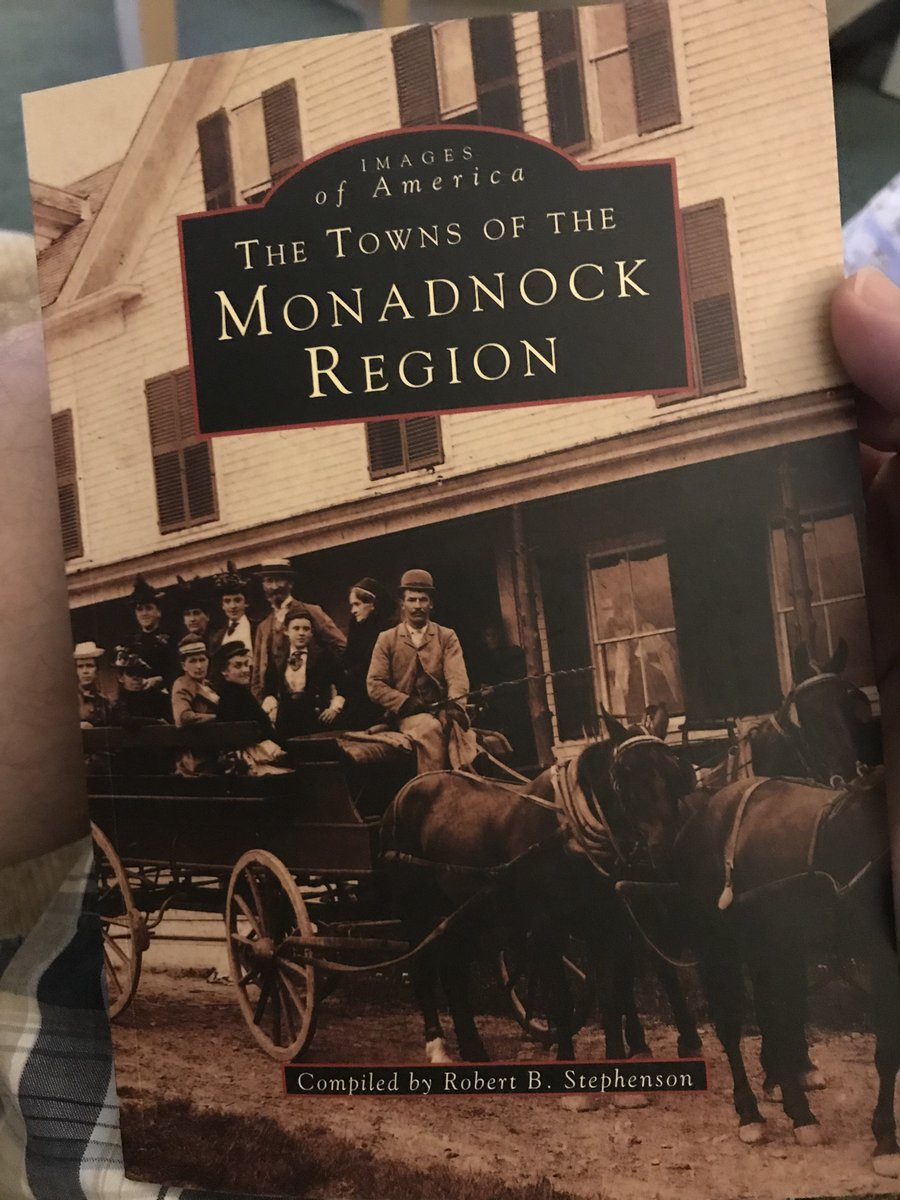 IMAGES
of America
THE TOWNS OF THE
MONADNOCK
REGION
Compiled by Robert B. Stephenson